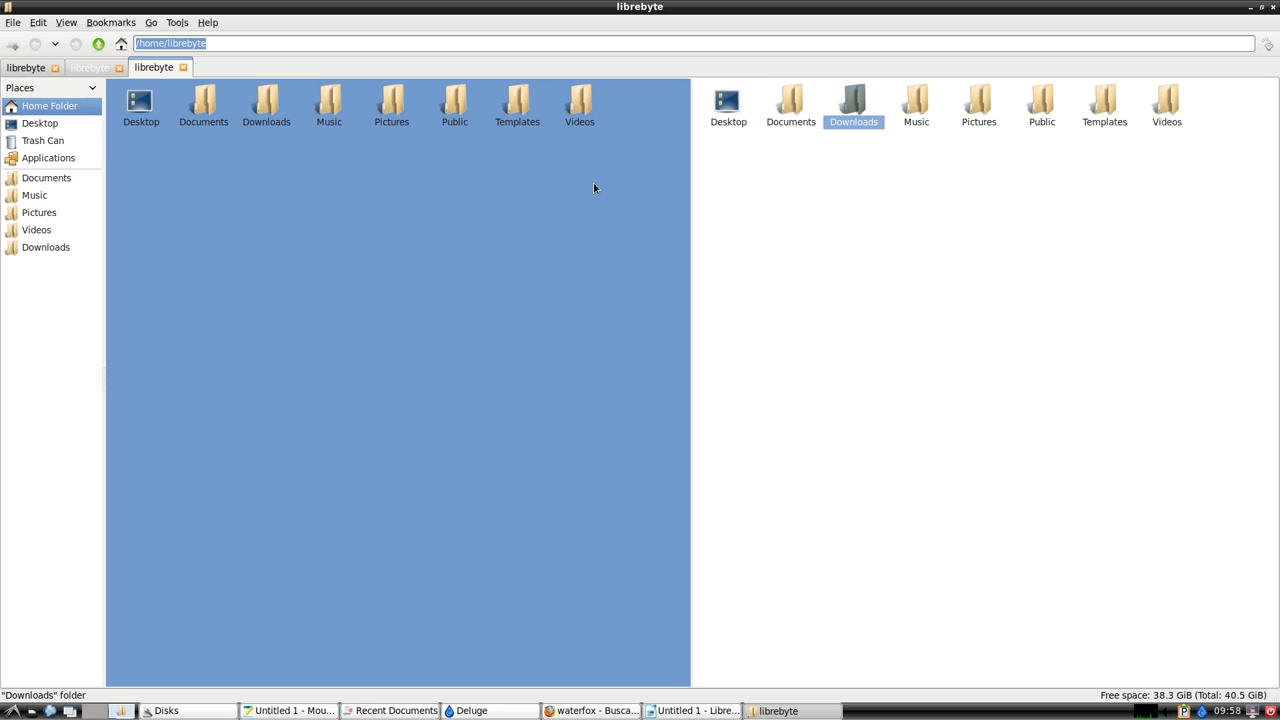 librebyte
File Edit View Bookmarks Go Tools Help
/home/librebyte
librebyte librebyte librebyte
Places
Home Folder
Desktop
Trash Can
Applications
Documents
Music
Pictures
Videos
Downloads
Desktop Documents Downloads Music Pictures Public Templates Videos
Desktop Documents Downloads Music Pictures Public Templates Videos
"Downloads" folder
Free space: 38.3 GiB (Total: 40.5 GiB)
Disks Untitled 1 - Mou... Recent Documents Deluge waterfox - Busca... Untitled 1 - Libre... librebyte 09:58